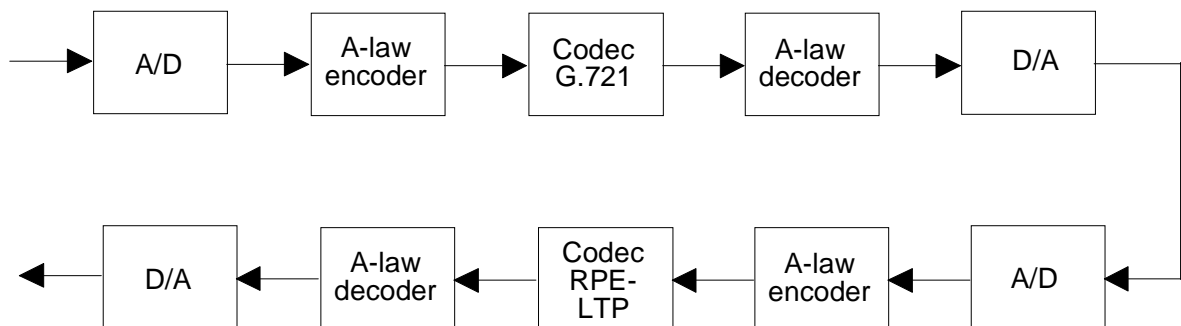 A/D
A-law
encoder
Codec
G.721
A-law
decoder
D/A
D/A
A-law
decoder
Codec
RPE-
LTP
A-law
encoder
A/D